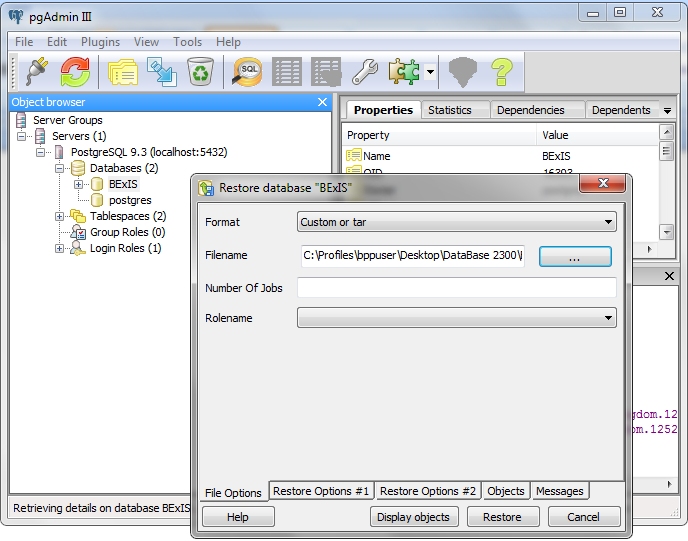 pgAdmin III
File Edit Plugins View Tools Help
SQL
Object browser
Server Groups
Servers (1)
PostgreSQL 9.3 (localhost:5432)
Databases (2)
BExIS
postgres
Tablespaces (2)
Group Roles (0)
Login Roles (1)
Properties Statistics Dependencies Dependents
Property Value
Name BExIS
OID 16393
Restore database "BExIS"
Format Custom or tar
Filename C:\Profiles\bppuser\Desktop\DataBase 2300\ ...
Number Of Jobs
Rolename
gdom.12
om.1252
File Options Restore Options #1 Restore Options #2 Objects Messages
Help Display objects Restore Cancel
Retrieving details on database BExIS